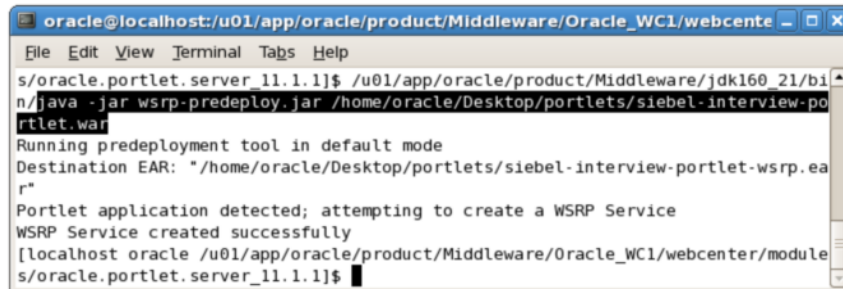 oracle@localhost:/u01/app/oracle/product/Middleware/Oracle_WC1/webcente
File Edit View Terminal Tabs Help
s/oracle.portlet.server_11.1.1]$ /u01/app/oracle/product/Middleware/jdk160_21/bi
n/java -jar wsrp-predeploy.jar /home/oracle/Desktop/portlets/siebel-interview-po
rtlet.war
Running predeployment tool in default mode
Destination EAR: "/home/oracle/Desktop/portlets/siebel-interview-portlet-wsrp.ea
r"
Portlet application detected; attempting to create a WSRP Service
WSRP Service created successfully
[localhost oracle /u01/app/oracle/product/Middleware/Oracle_WC1/webcenter/module
s/oracle.portlet.server_11.1.1]$